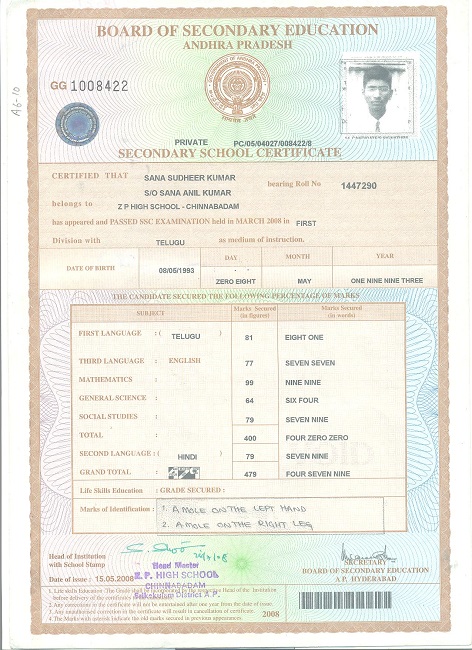 BOARD OF SECONDARY EDUCATION
ANDHRA PRADESH
GG 1008422
A6-10
PRIVATE PC/05/04027/008422/8
SECONDARY SCHOOL CERTIFICATE
CERTIFIED THAT SANA SUDHEER KUMAR
S/O SANA ANIL KUMAR bearing Roll No 1447290
belongs to Z P HIGH SCHOOL - CHINNABADAM
has appeared and PASSED SSC EXAMINATION held in MARCH 2008 in FIRST
Division with TELUGU as medium of instruction.
DAY MONTH YEAR
DATE OF BIRTH 08/05/1993
ZERO EIGHT MAY ONE NINE NINE THREE
THE CANDIDATE SECURED THE FOLLOWING PERCENTAGE OF MARKS
SUBJECT Marks Secured (in figures) Marks Secured (in words)
FIRST LANGUAGE : ( TELUGU ) 81 EIGHT ONE
THIRD LANGUAGE : ENGLISH 77 SEVEN SEVEN
MATHEMATICS : 99 NINE NINE
GENERAL SCIENCE : 64 SIX FOUR
SOCIAL STUDIES : 79 SEVEN NINE
TOTAL : 400 FOUR ZERO ZERO
SECOND LANGUAGE : ( HINDI ) 79 SEVEN NINE
GRAND TOTAL : 479 FOUR SEVEN NINE
Life Skills Education : GRADE SECURED :
Marks of Identification : 1. A MOLE ON THE LEFT HAND
2. A MOLE ON THE RIGHT LEG
Head of Institution
with School Stamp
Head Master
Z.P. HIGH SCHOOL
CHINNABADAM
District A.P.
SECRETARY
A.P. HYDERABAD
Date of issue : 15.05.2008
1. Life skills Education :The Grade shall be incorporated by the respective Head of the Institution
before delivery of the certificates
2. Any corrections in the certificate will not be entertained after one year from the date of issue.
3. Any unauthorised correction in the certificate will result in cancellation of certificate.
4. The Marks with asterisk indicate the old marks secured in previous appearances
2008